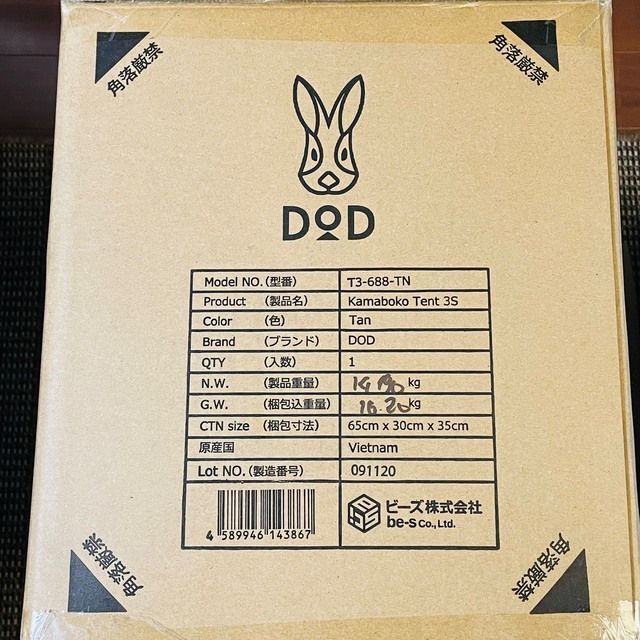 角落厳禁
角落厳禁
DOD
Model NO.（型番） T3-688-TN
Product （製品名） Kamaboko Tent 3S
Color （色） Tan
Brand （ブランド） DOD
QTY （入数） 1
N.W. （製品重量） kg
G.W. （梱包込重量） 16.20kg
CTN size （梱包寸法） 65cm x 30cm x 35cm
原産国 Vietnam
Lot NO.（製造番号） 091120
4 589946 143867
ビーズ株式会社
be-s Co., Ltd.
角落厳禁
角落厳禁